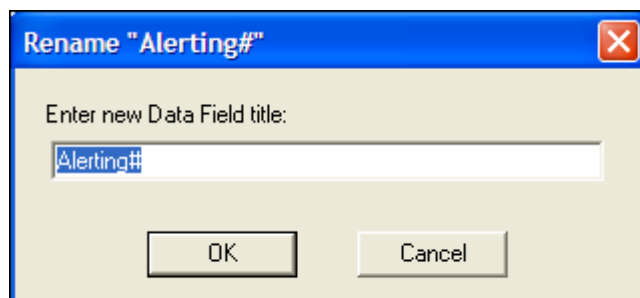 Rename "Alerting#"
Enter new Data Field title:
Alerting#
OK Cancel